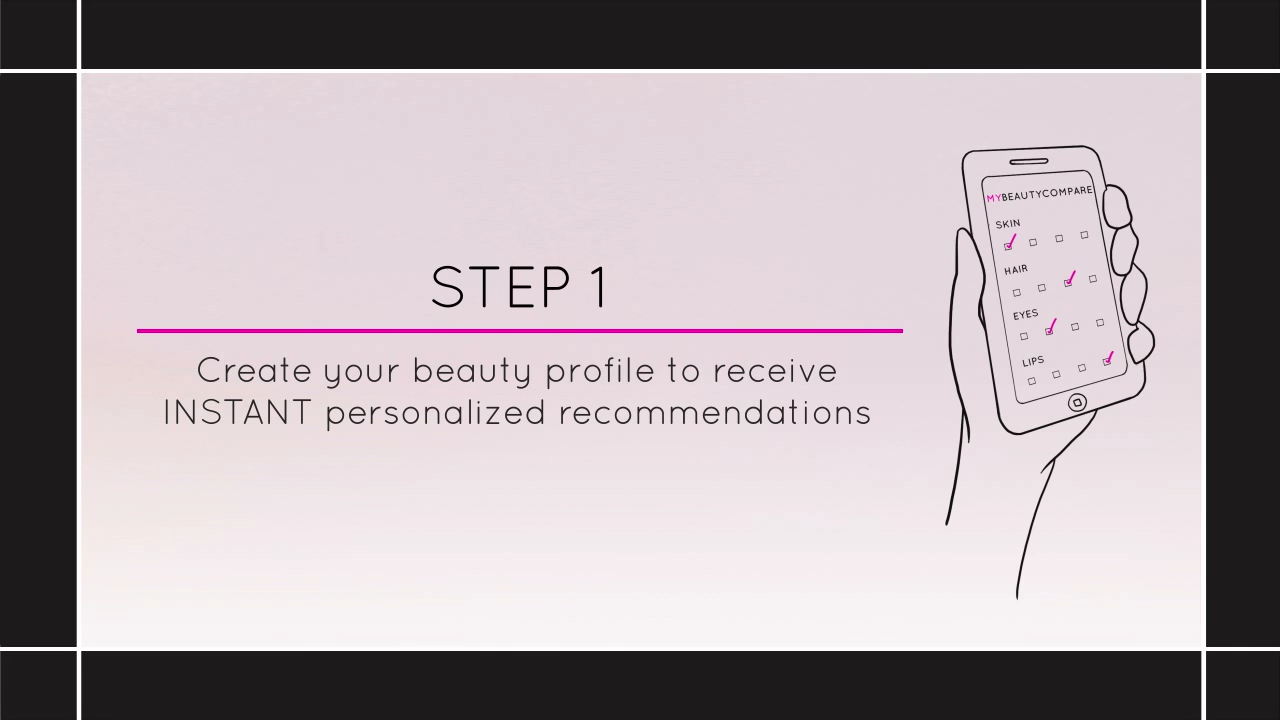 STEP 1
Create your beauty profile to receive
INSTANT personalized recommendations
MYBEAUTYCOMPARE
SKIN
HAIR
EYES
LIPS